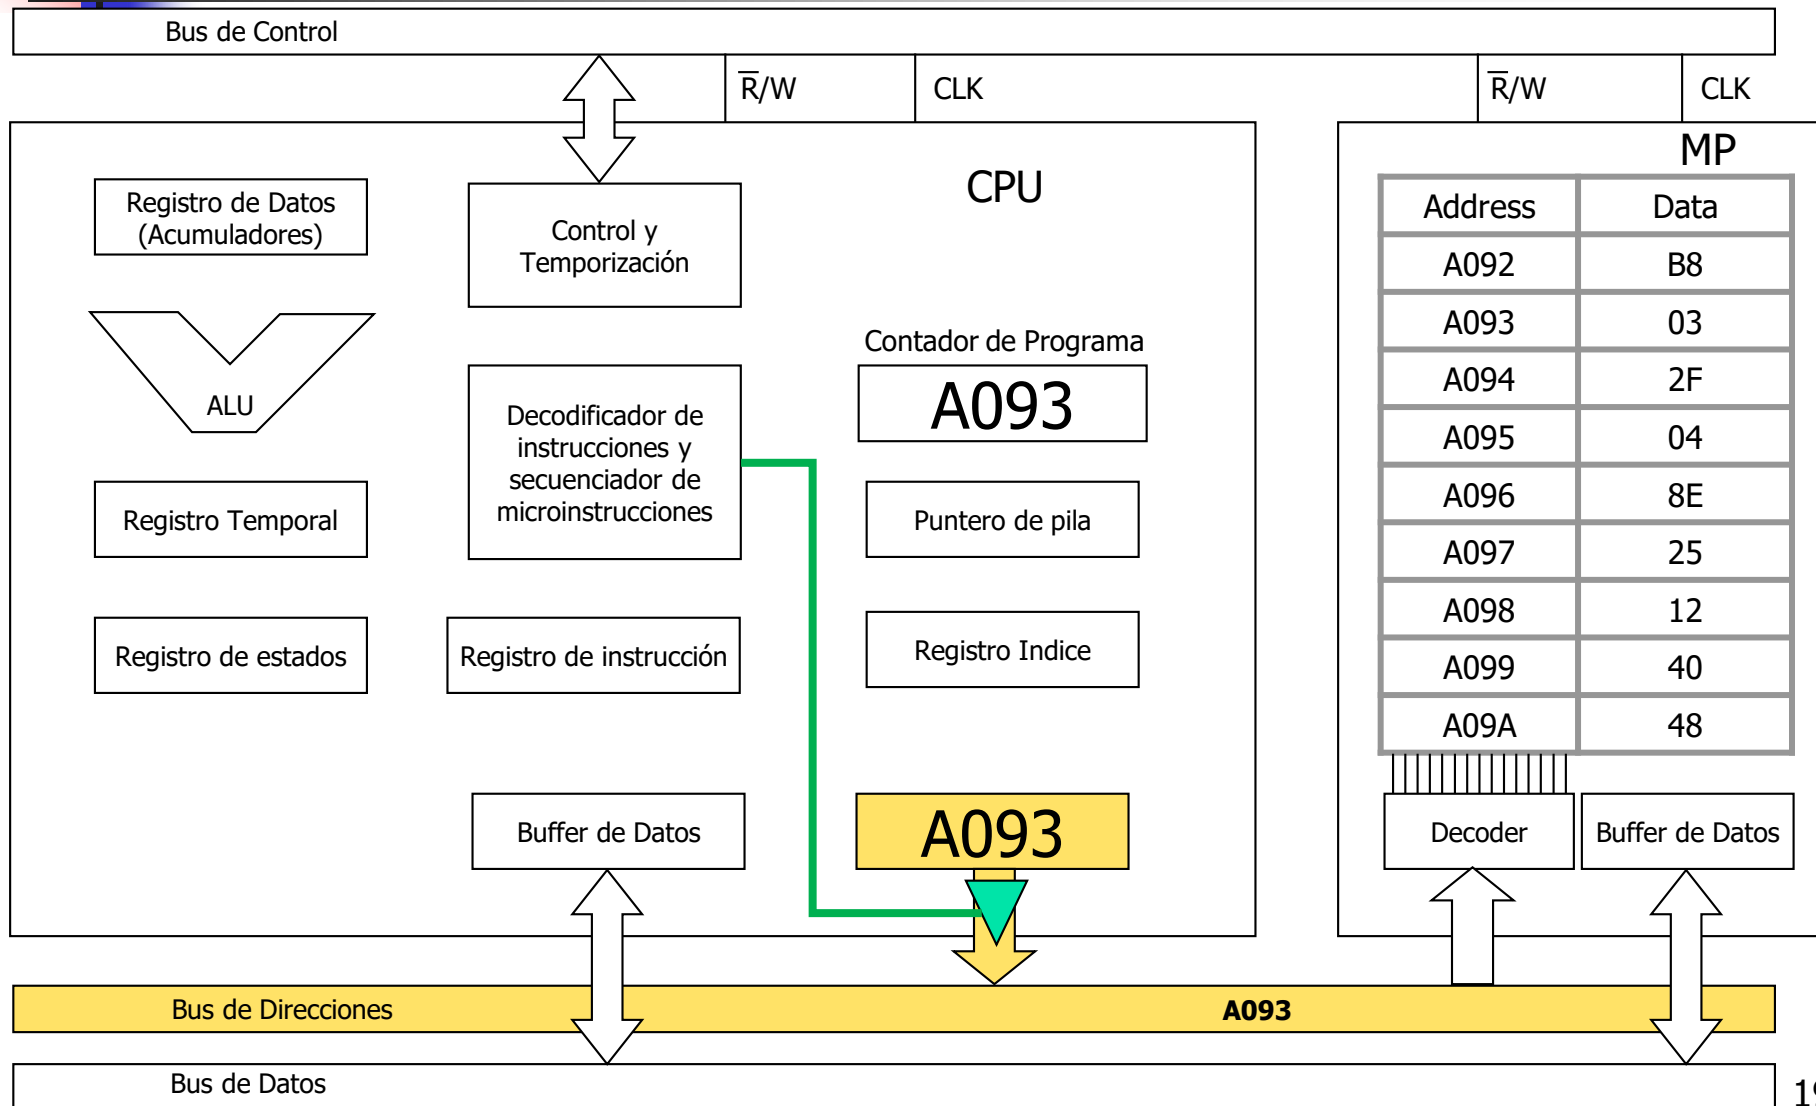 Bus de Control
R̅/W
CLK
R̅/W
CLK
CPU
Registro de Datos
(Acumuladores)
Control y
Temporización
ALU
Decodificador de
instrucciones y
secuenciador de
microinstrucciones
Contador de Programa
A093
Registro Temporal
Puntero de pila
Registro de estados
Registro de instrucción
Registro Indice
Buffer de Datos
A093
MP
Address Data
A092 B8
A093 03
A094 2F
A095 04
A096 8E
A097 25
A098 12
A099 40
A09A 48
Decoder
Buffer de Datos
Bus de Direcciones
A093
Bus de Datos